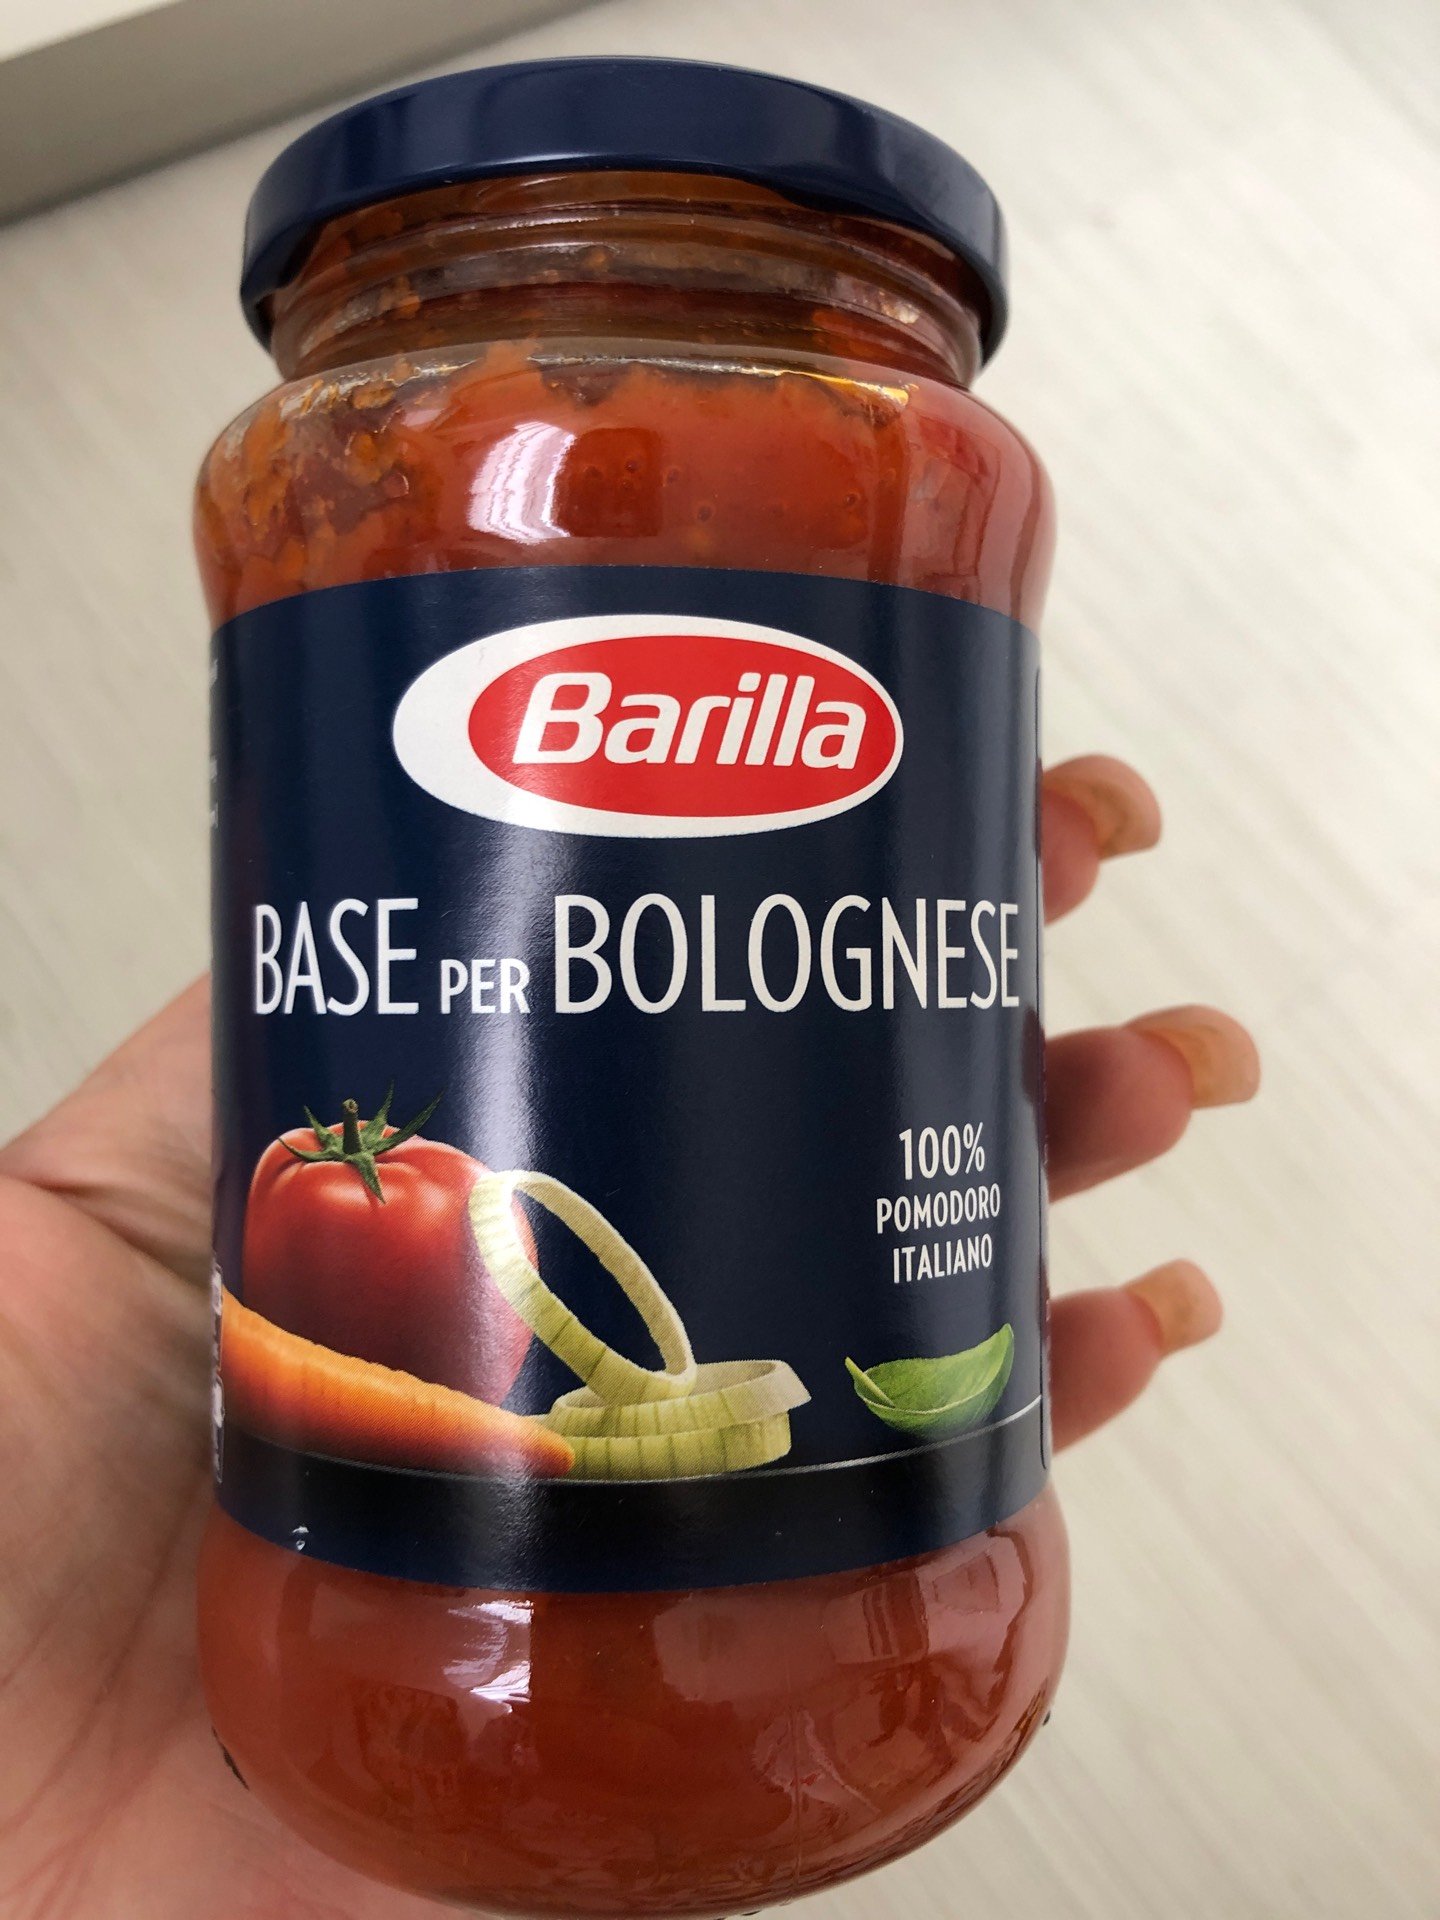 Barilla
BASE PER BOLOGNESE
100%
POMODORO
ITALIANO